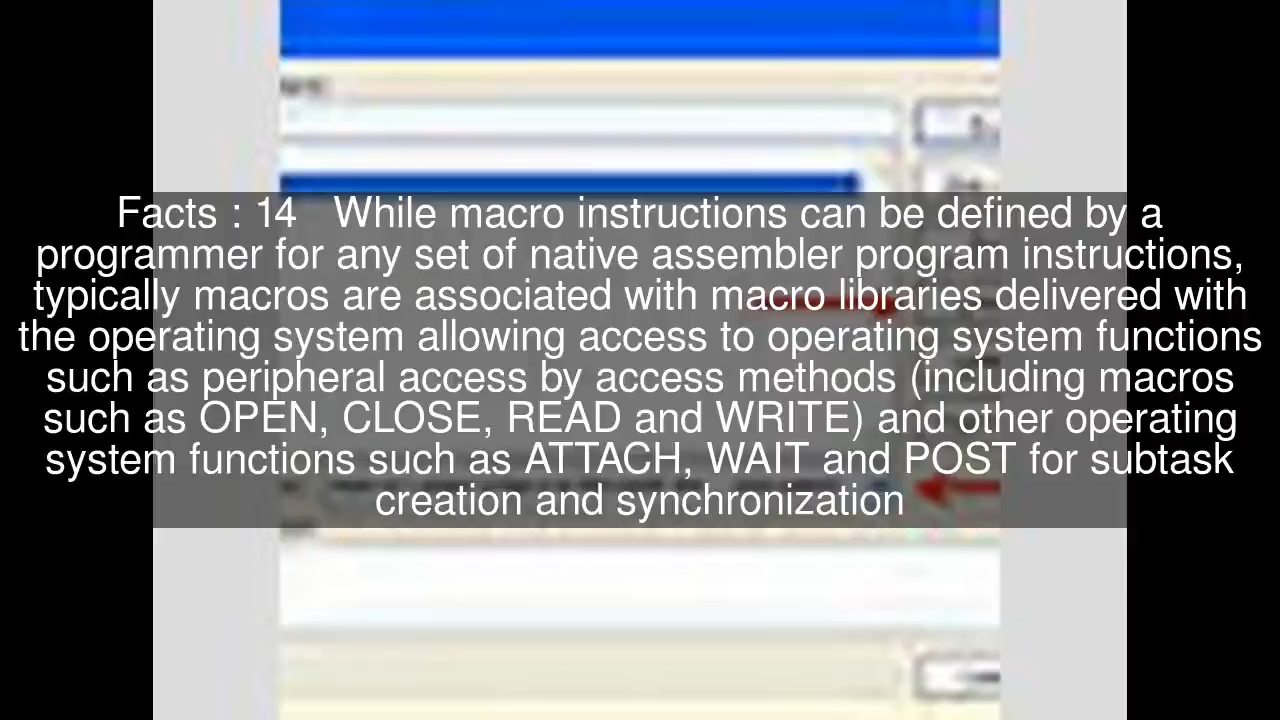 Facts : 14   While macro instructions can be defined by a
programmer for any set of native assembler program instructions,
typically macros are associated with macro libraries delivered with
the operating system allowing access to operating system functions
such as peripheral access by access methods (including macros
such as OPEN, CLOSE, READ and WRITE) and other operating
system functions such as ATTACH, WAIT and POST for subtask
creation and synchronization